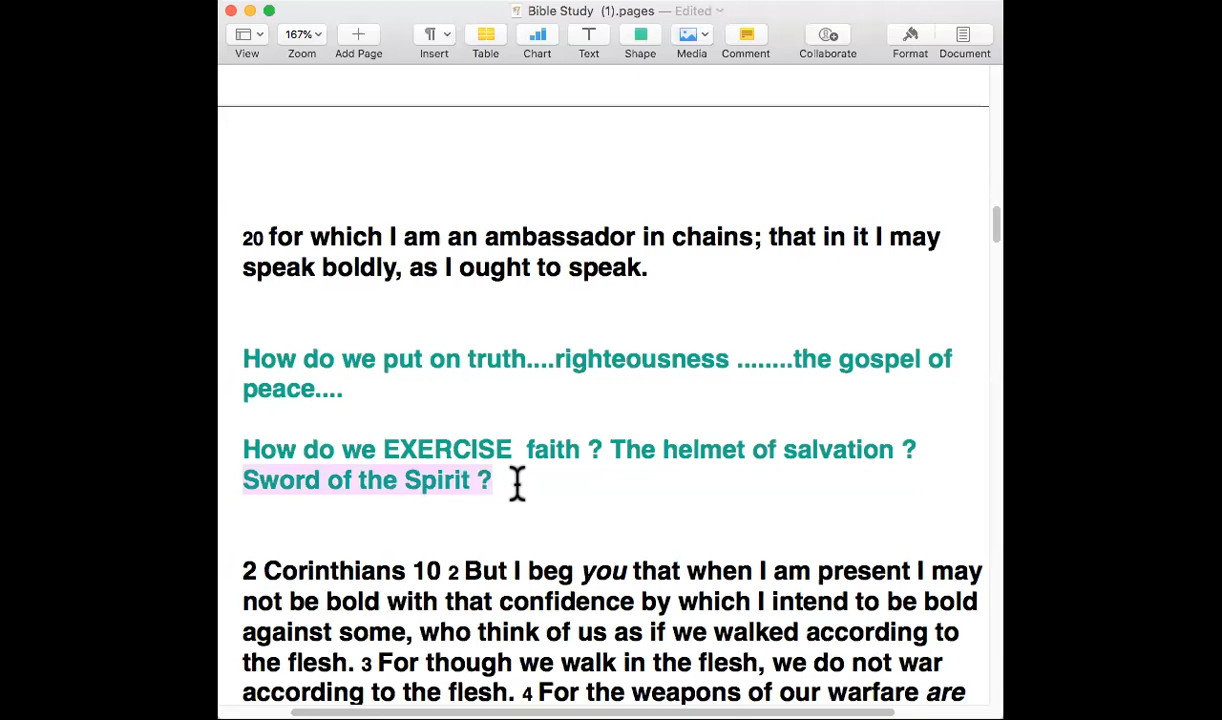 Bible Study (1).pages — Edited
167%
View Zoom Add Page Insert Table Chart Text Shape Media Comment Collaborate Format Document
20 for which I am an ambassador in chains; that in it I may
speak boldly, as I ought to speak.
How do we put on truth....righteousness ........the gospel of
peace....
How do we EXERCISE faith ? The helmet of salvation ?
Sword of the Spirit ?
2 Corinthians 10 2 But I beg you that when I am present I may
not be bold with that confidence by which I intend to be bold
against some, who think of us as if we walked according to
the flesh. 3 For though we walk in the flesh, we do not war
according to the flesh. 4 For the weapons of our warfare are